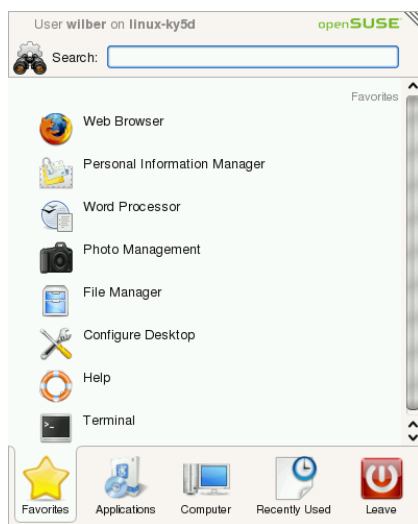 User wilber on linux-ky5d
openSUSE
Search:
Favorites
Web Browser
Personal Information Manager
Word Processor
Photo Management
File Manager
Configure Desktop
Help
Terminal
Favorites
Applications
Computer
Recently Used
Leave